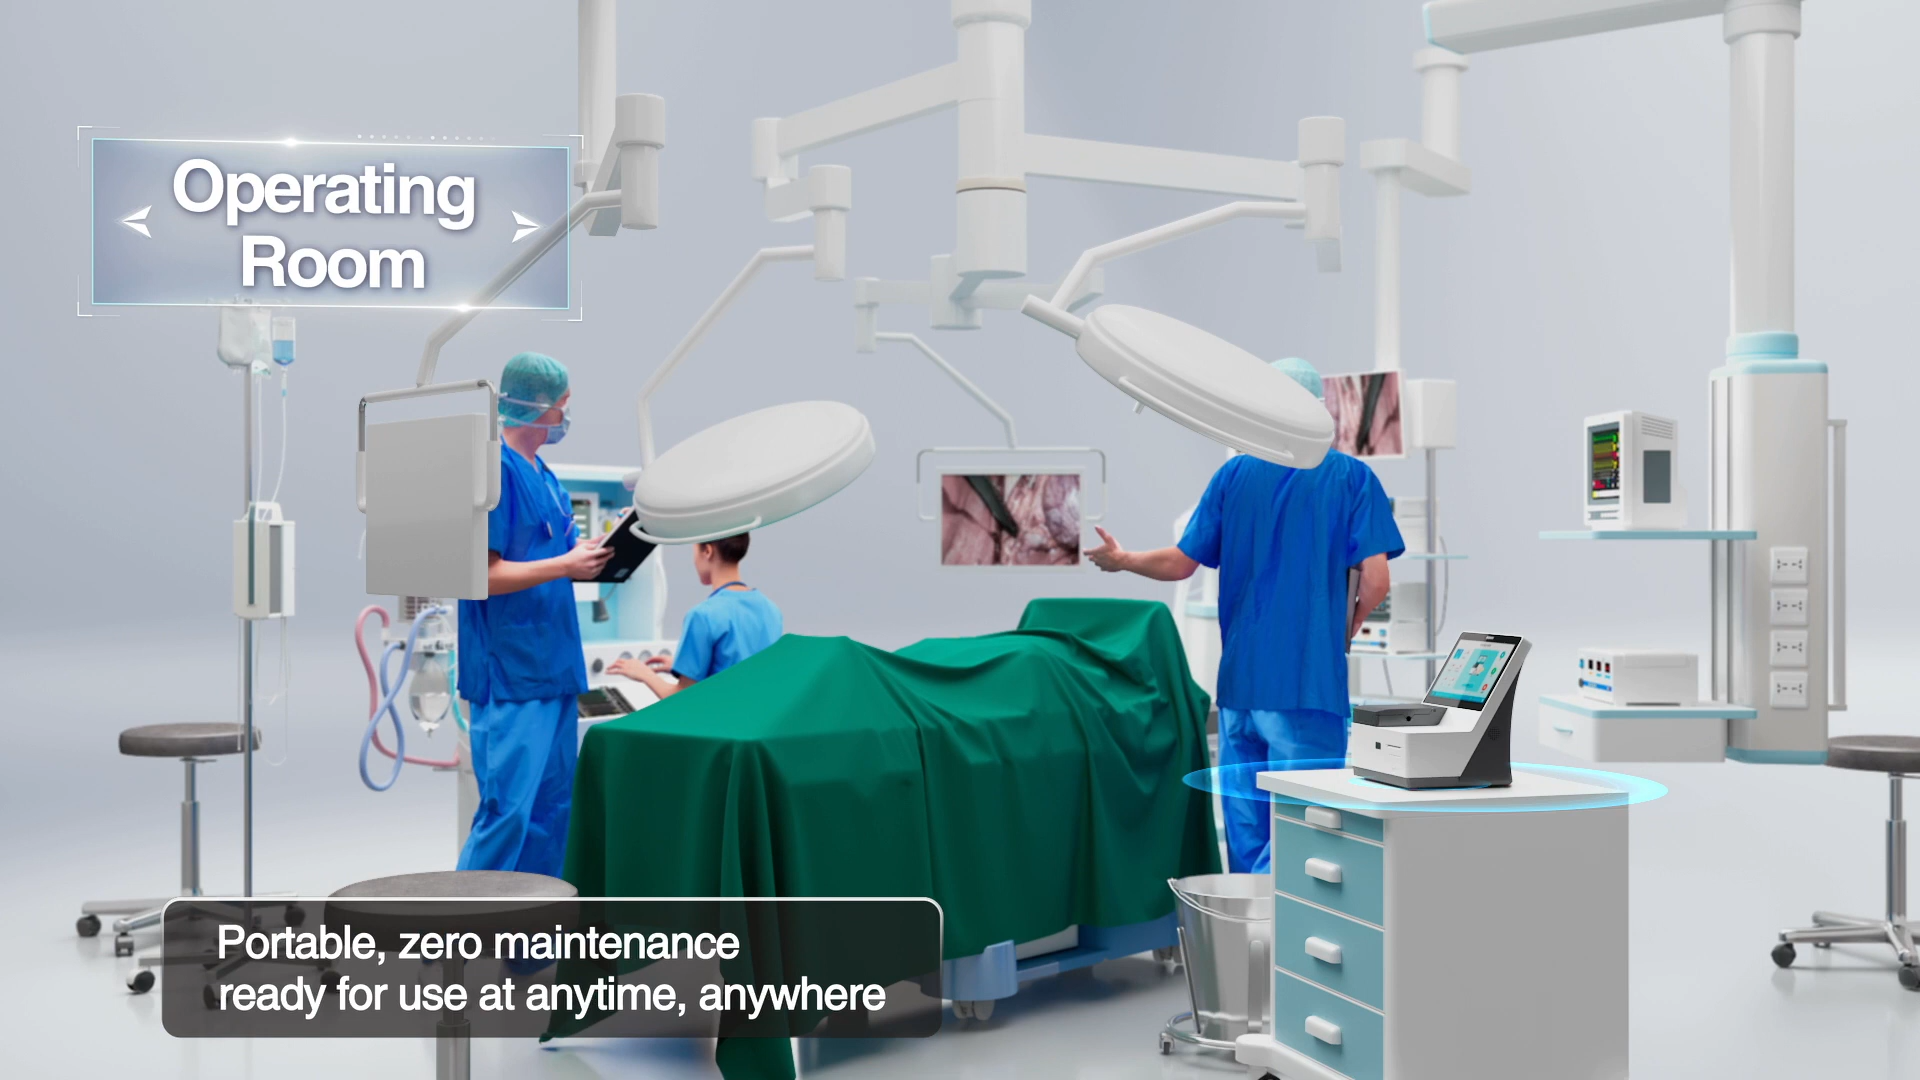 Operating
Room
Portable, zero maintenance
ready for use at anytime, anywhere